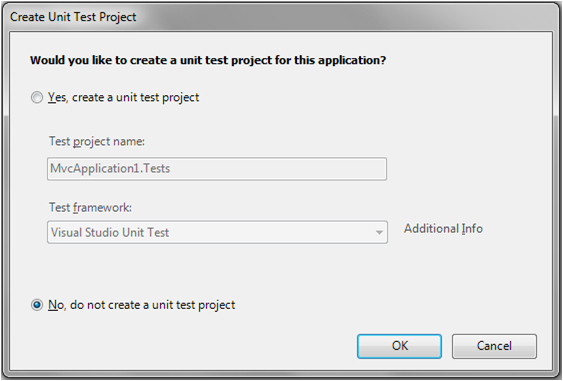 Create Unit Test Project
Would you like to create a unit test project for this application?
Yes, create a unit test project
Test project name:
MvcApplication1.Tests
Test framework:
Visual Studio Unit Test
Additional Info
No, do not create a unit test project
OK Cancel